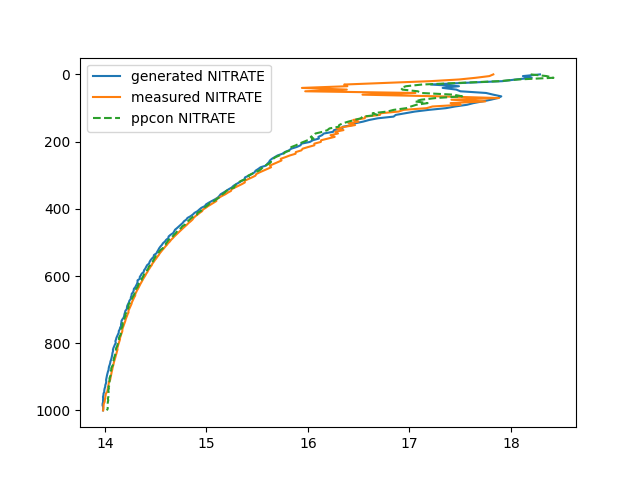 generated NITRATE
measured NITRATE
ppcon NITRATE
0
200
400
600
800
1000
14 15 16 17 18